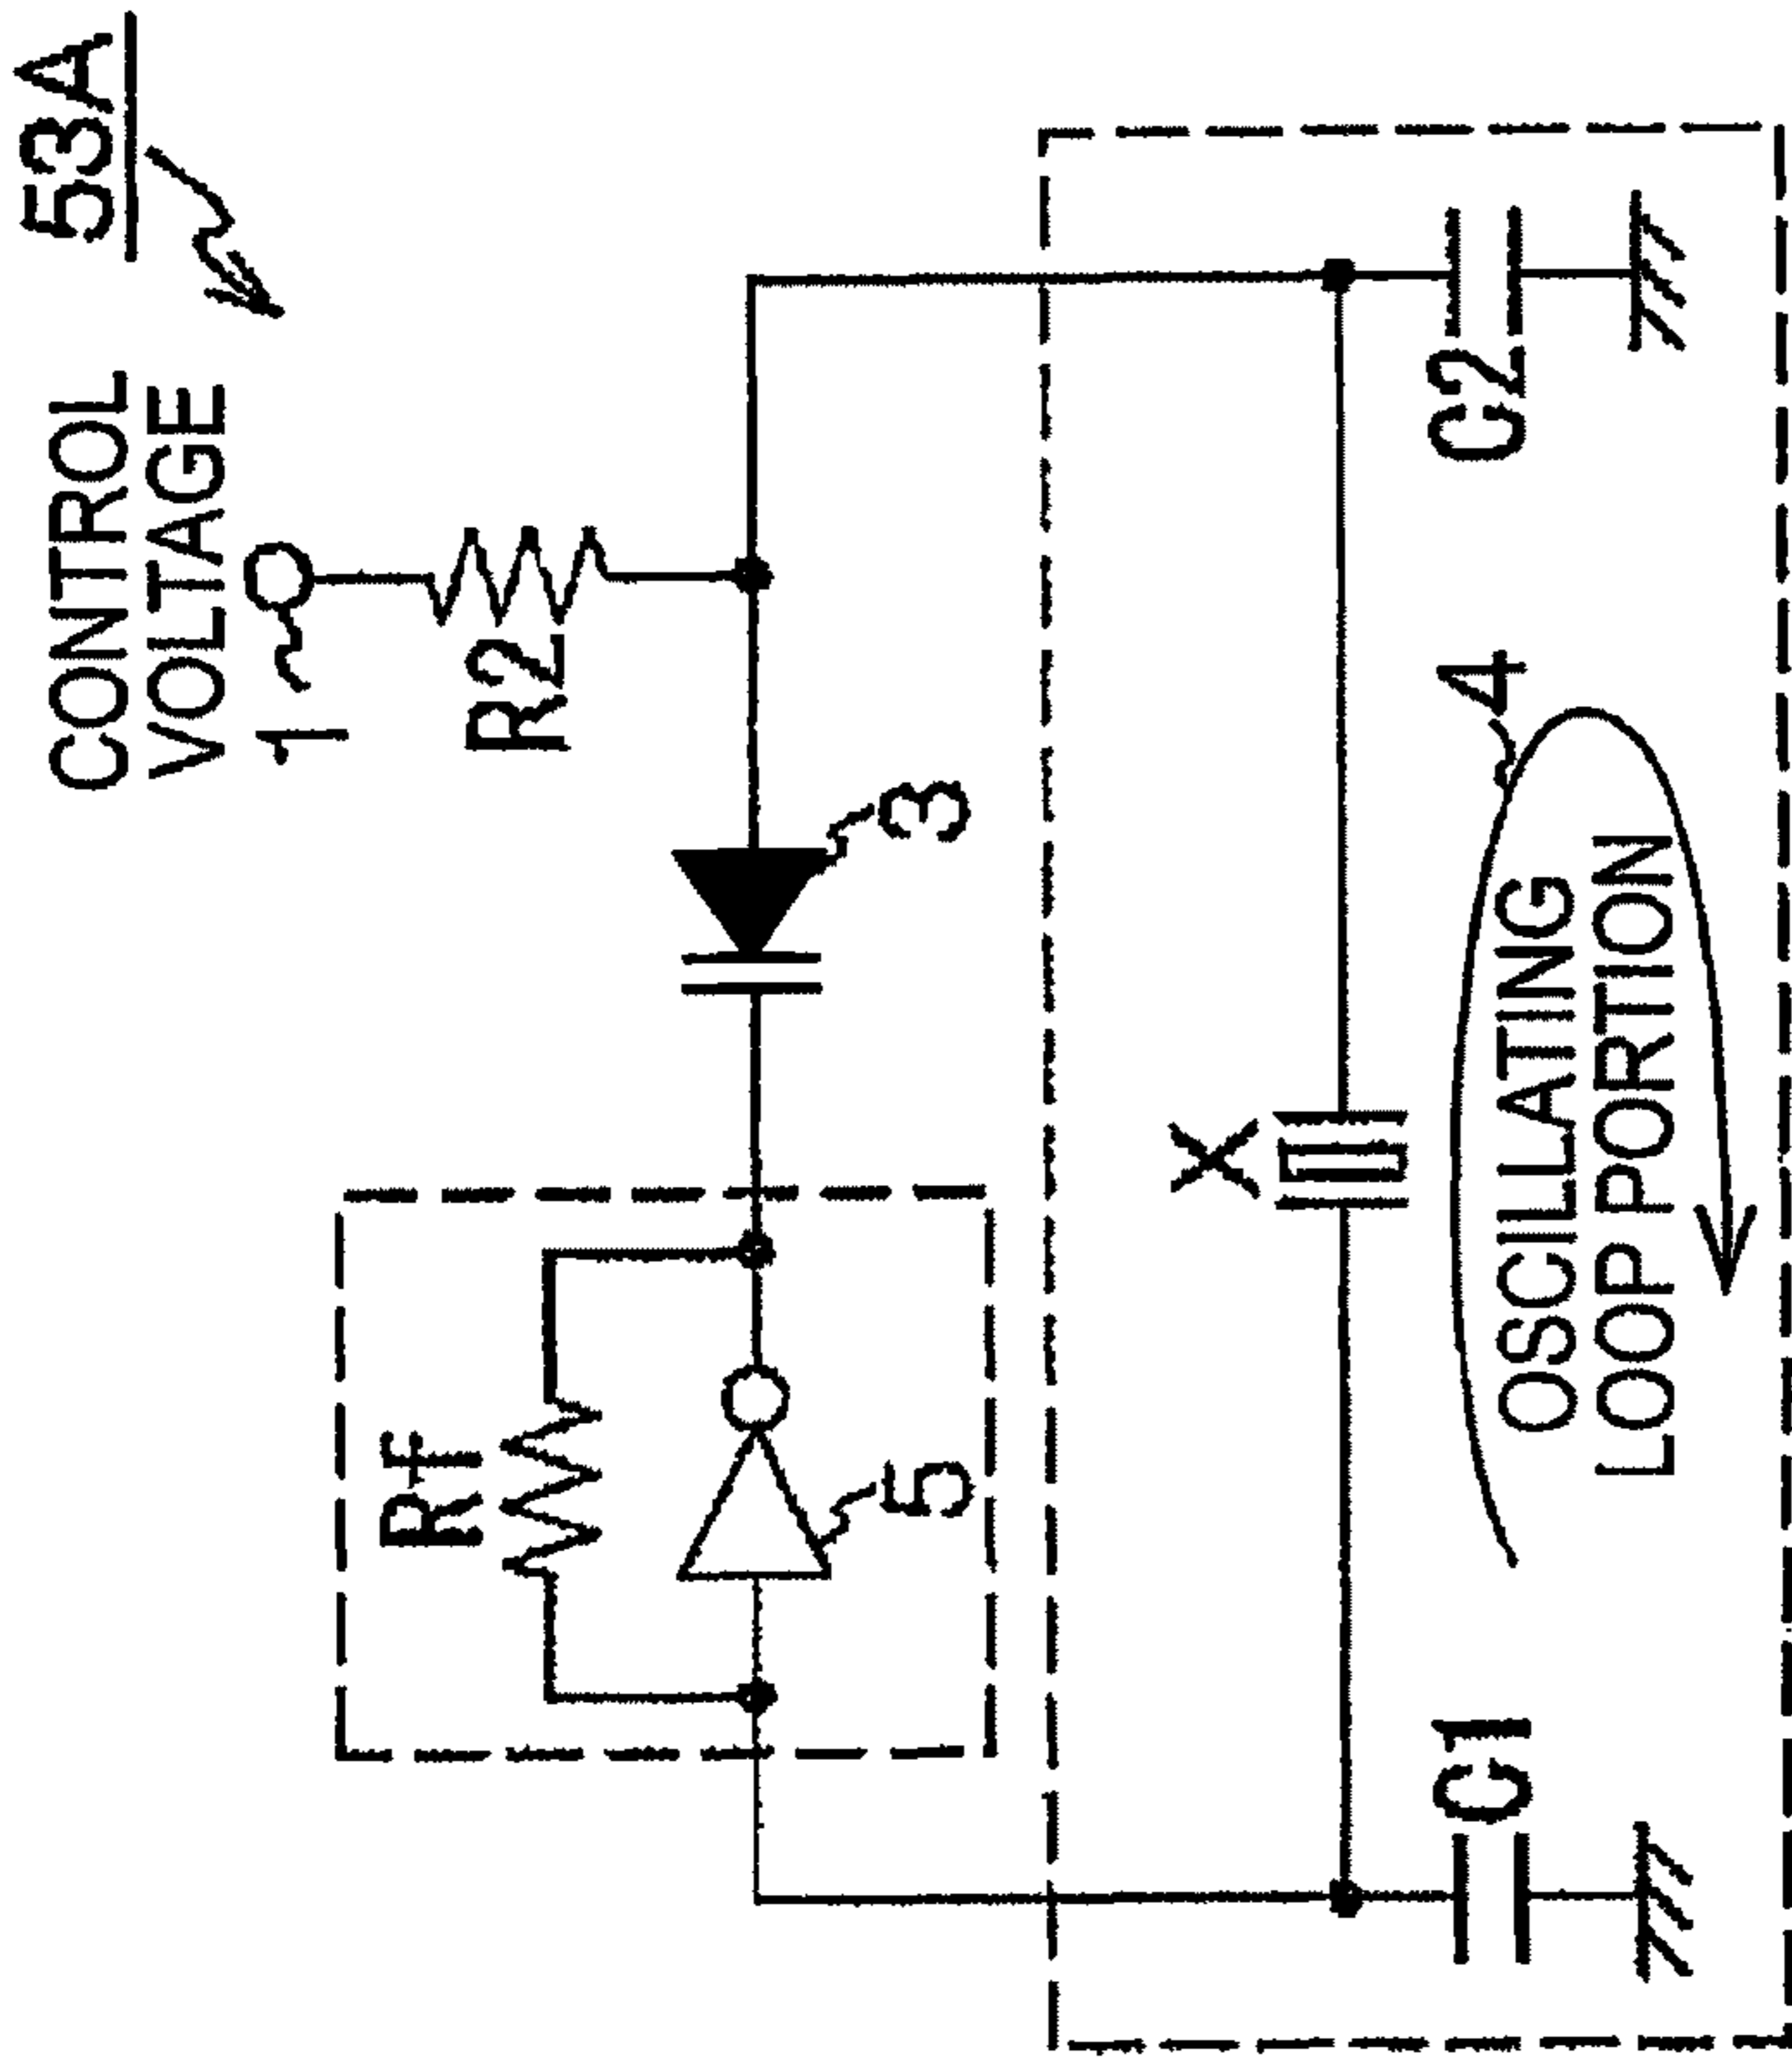 53A
CONTROL
VOLTAGE
1
R2
3
Rf
5
X
C2
4
OSCILLATING
LOOP PORTION
C1